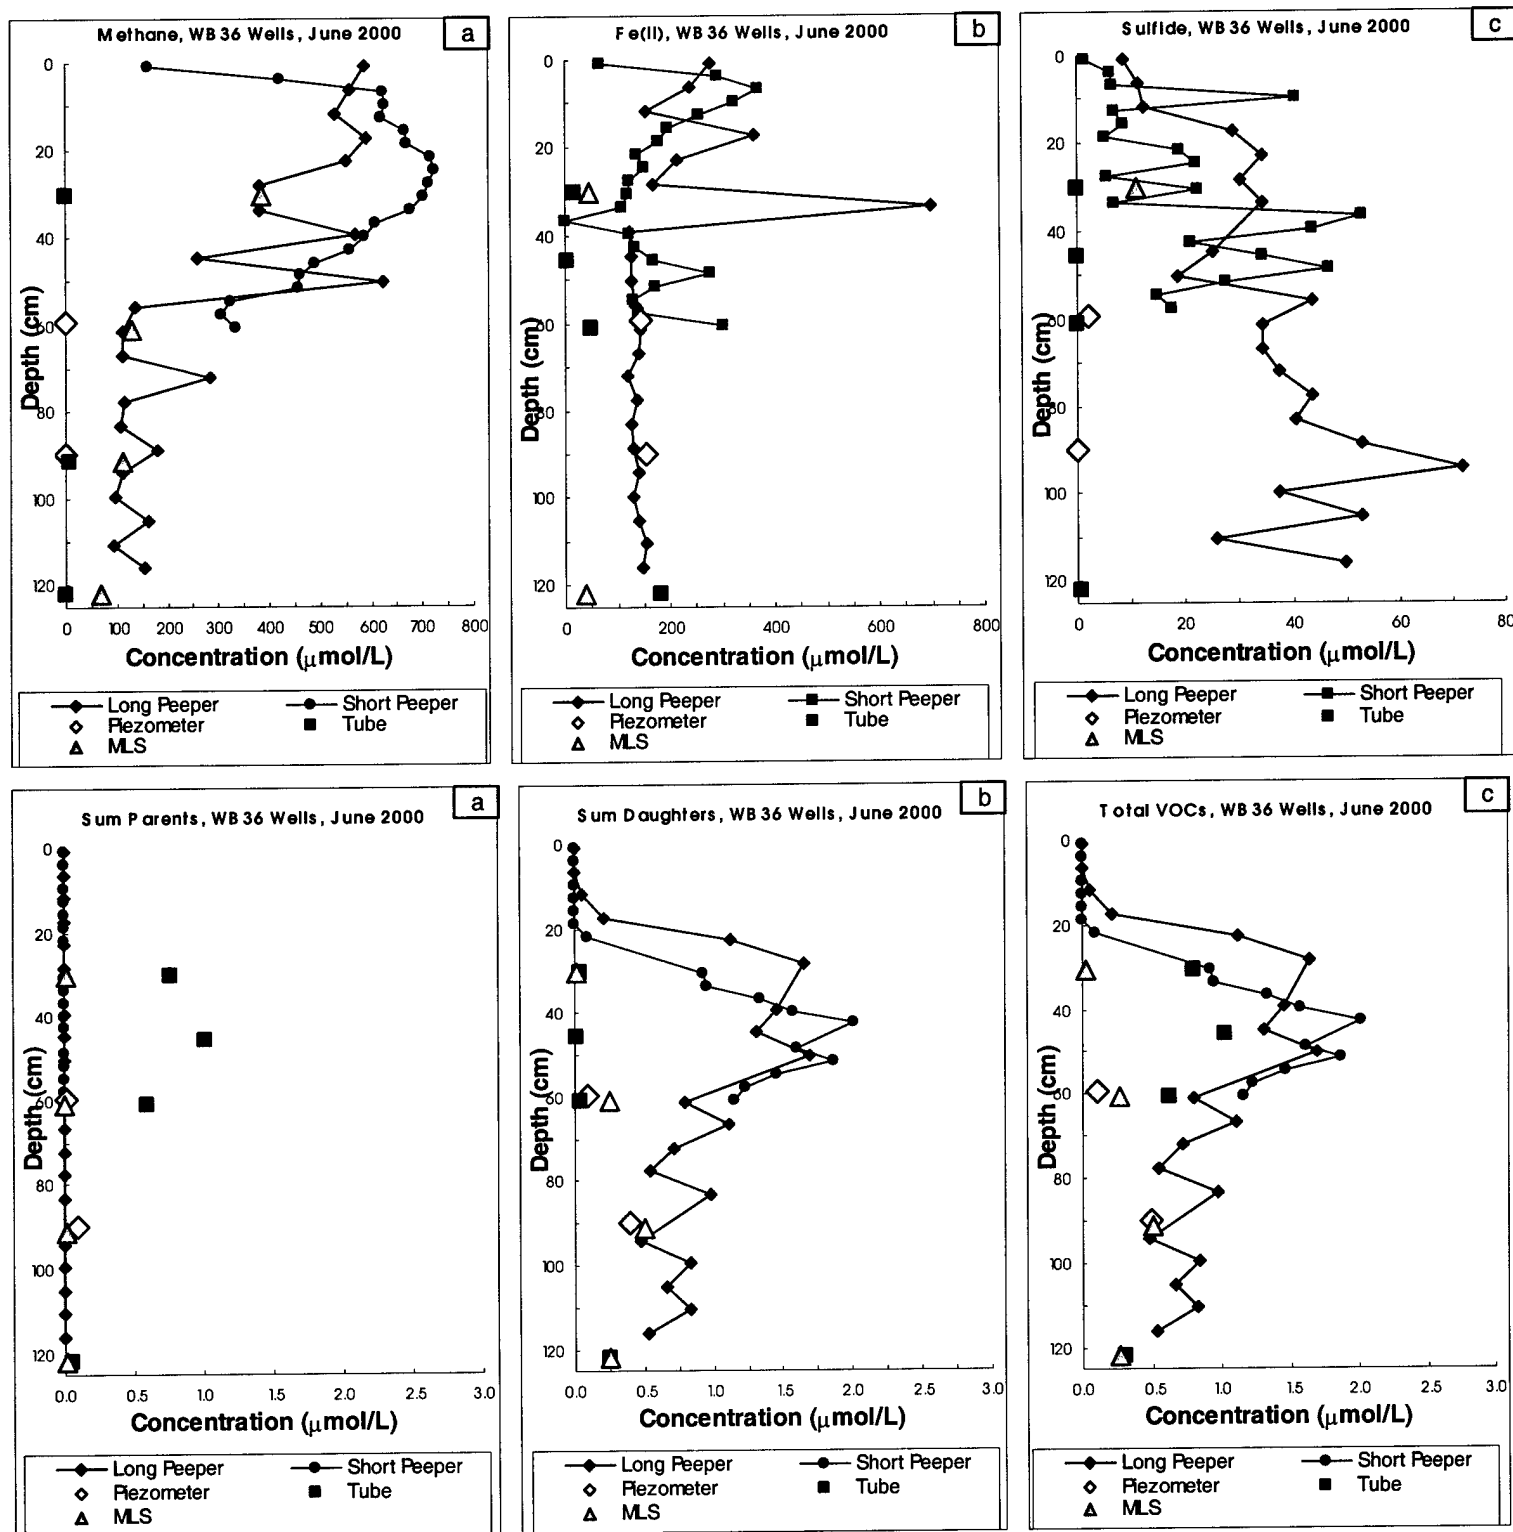 Methane, WB 36 Wells, June 2000
a
0
20
40
60
80
100
120
Depth (cm)
0 100 200 300 400 500 600 700 800
Concentration (µmol/L)
Long Peeper Short Peeper
Piezometer Tube
MLS
Fe(II), WB 36 Wells, June 2000
b
0
20
40
60
80
100
120
Depth (cm)
0 200 400 600 800
Concentration (µmol/L)
Long Peeper Short Peeper
Piezometer Tube
MLS
Sulfide, WB 36 Wells, June 2000
c
0
20
40
60
80
100
120
Depth (cm)
0 20 40 60 80
Concentration (µmol/L)
Long Peeper Short Peeper
Piezometer Tube
MLS
Sum Parents, WB 36 Wells, June 2000
a
0
20
40
60
80
100
120
Depth (cm)
0.0 0.5 1.0 1.5 2.0 2.5 3.0
Concentration (µmol/L)
Long Peeper Short Peeper
Piezometer Tube
MLS
Sum Daughters, WB 36 Wells, June 2000
b
0
20
40
60
80
100
120
Depth (cm)
0.0 0.5 1.0 1.5 2.0 2.5 3.0
Concentration (µmol/L)
Long Peeper Short Peeper
Piezometer Tube
MLS
Total VOCs, WB 36 Wells, June 2000
c
0
20
40
60
80
100
120
Depth (cm)
0.0 0.5 1.0 1.5 2.0 2.5 3.0
Concentration (µmol/L)
Long Peeper Short Peeper
Piezometer Tube
MLS